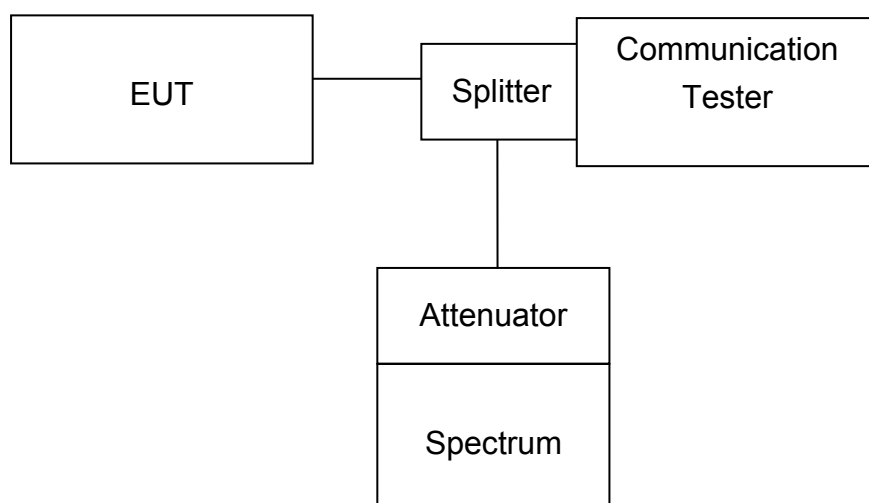 EUT
Splitter
Communication
Tester
Attenuator
Spectrum